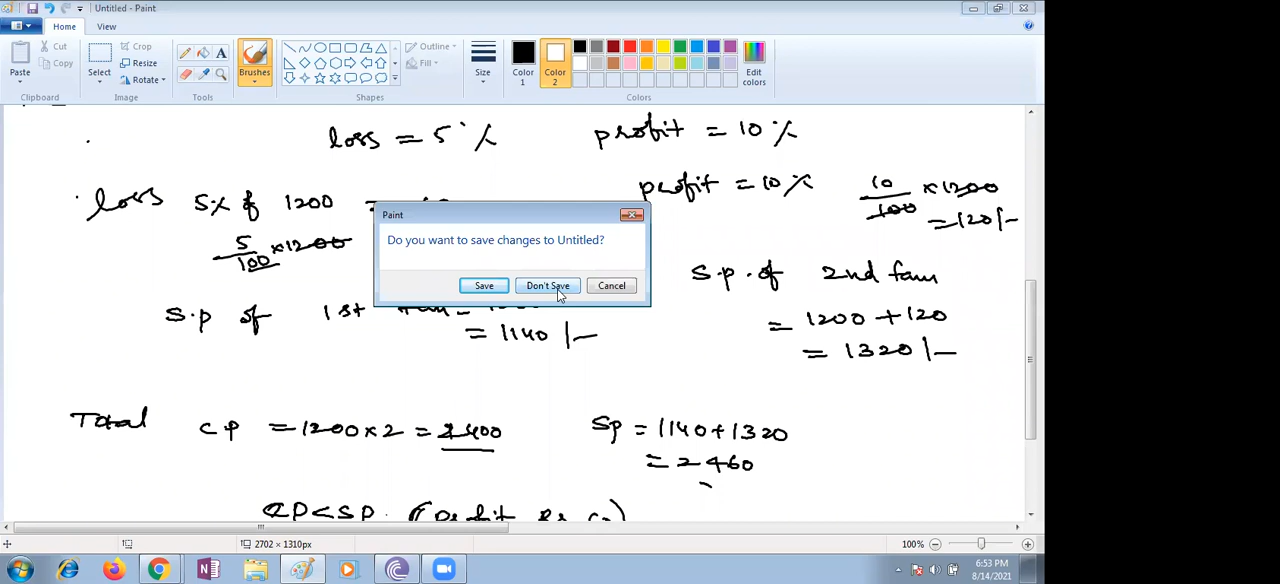 Untitled - Paint
Home View
Paste Cut Copy Clipboard
Select Crop Resize Rotate Image
Tools A
Brushes
Shapes Outline Fill
Size
Color 1 Color 2 Colors
Edit colors
loss = 5 %
profit = 10 %
loss 5% of 1200 =
profit = 10 %
10/100 ×1200
= 120/-
5/100 ×1200
Paint
Do you want to save changes to Untitled?
Save Don't Save Cancel
s.p of 1st =
= 1140 /-
s.p. of 2nd fan
= 1200 + 120
= 1320 /-
Total CP = 1200×2 = 2400
SP = 1140+1320
= 2460
CP<SP. (Profit Rs
2702 × 1310px
100%
6:53 PM
8/14/2021